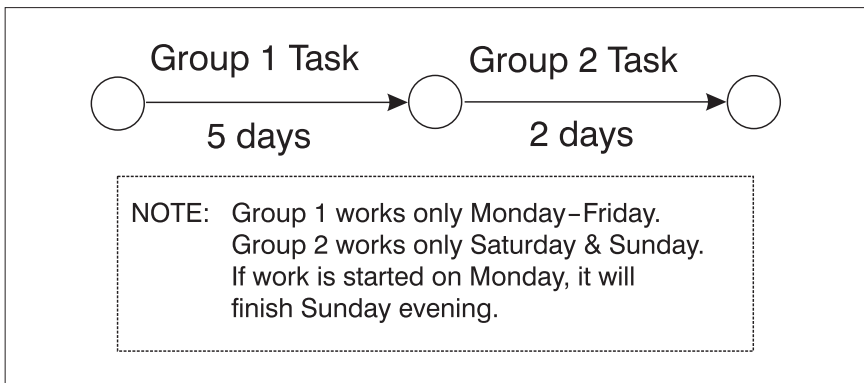 Group 1 Task
Group 2 Task
5 days
2 days
NOTE: Group 1 works only Monday–Friday.
Group 2 works only Saturday & Sunday.
If work is started on Monday, it will
finish Sunday evening.